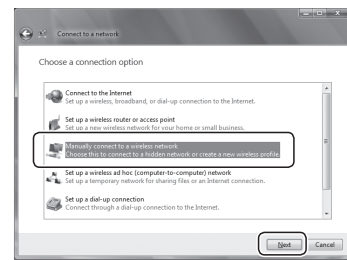 Connect to a network
Choose a connection option
Connect to the Internet
Set up a wireless, broadband, or dial-up connection to the Internet.
Set up a wireless router or access point
Set up a new wireless network for your home or small business.
Manually connect to a wireless network
Choose this to connect to a hidden network or create a new wireless profile.
Set up a wireless ad hoc (computer-to-computer) network
Set up a temporary network for sharing files or an Internet connection.
Set up a dial-up connection
Connect through a dial-up connection to the Internet.
Next
Cancel